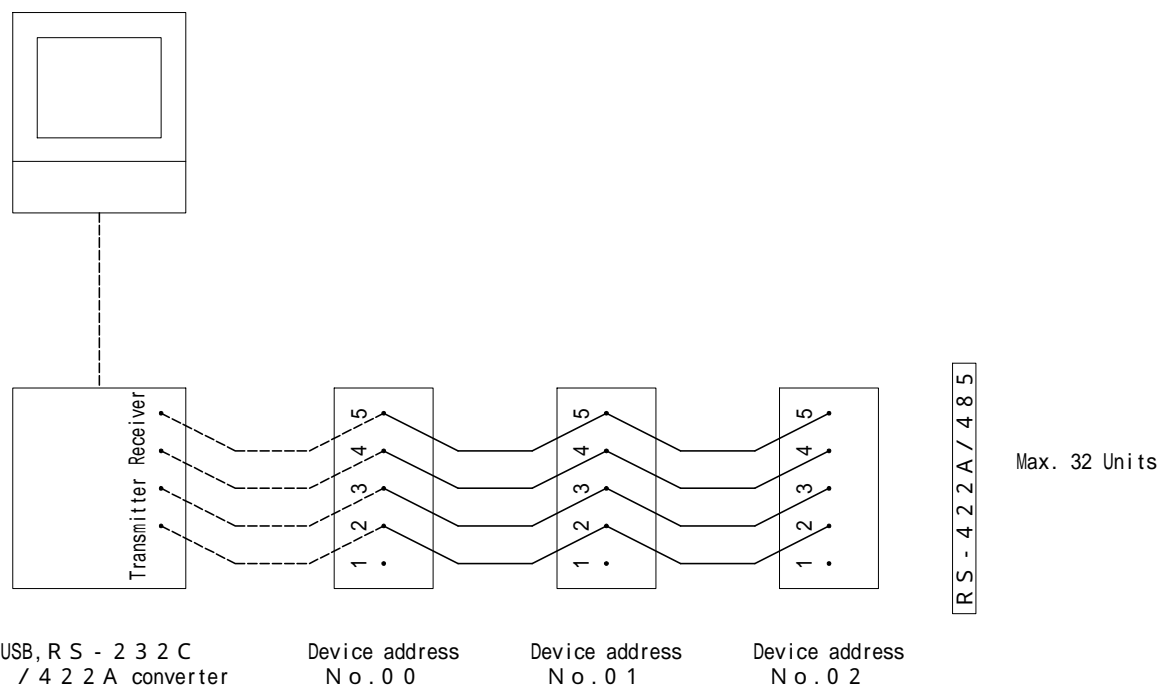 Transmitter Receiver
5
4
3
2
1
5
4
3
2
1
5
4
3
2
1
RS-422A/485
Max. 32 Units
USB,RS-232C
/422A converter
Device address
No.00
Device address
No.01
Device address
No.02